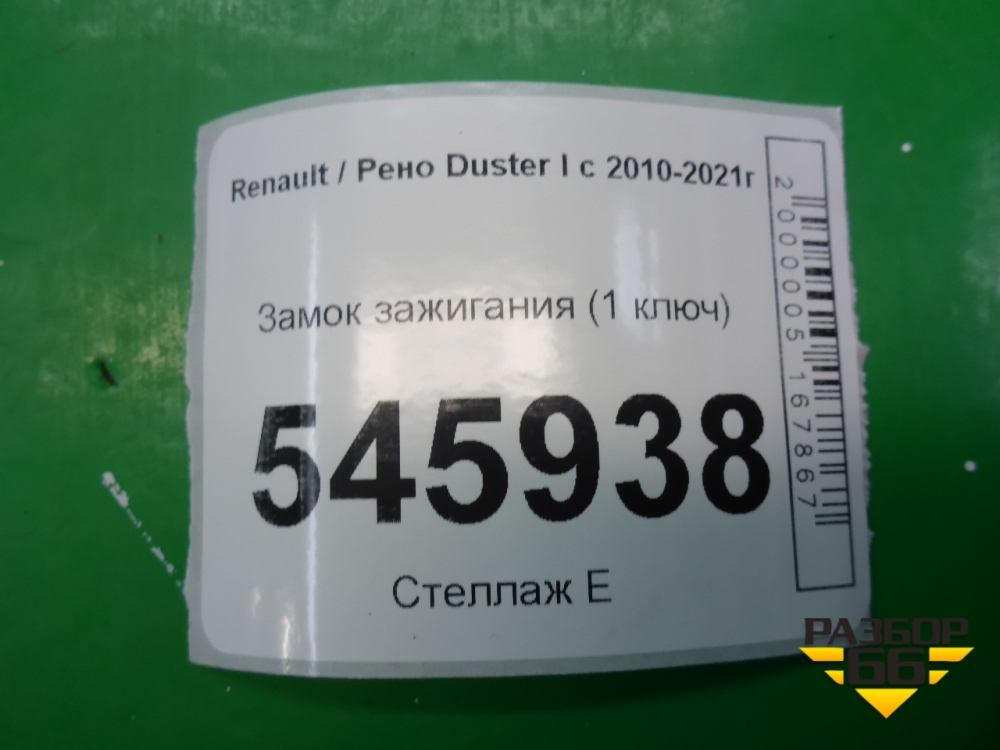 Renault / Рено Duster I с 2010-2021г
Замок зажигания (1 ключ)
545938
Стеллаж Е
2000005167867
РАЗБОР
66